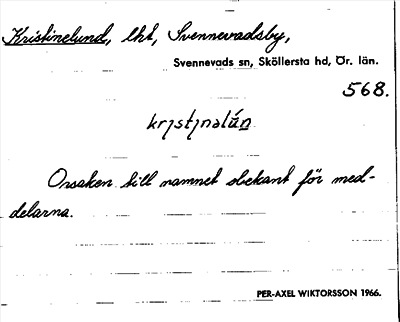 Kristinelund, lht, Svennevadsby,
Svennevads sn, Sköllersta hd, Ör. län.
568.
krɿstɿnəlún
Orsaken till namnet obekant för med-
delarna.
PER-AXEL WIKTORSSON 1966.